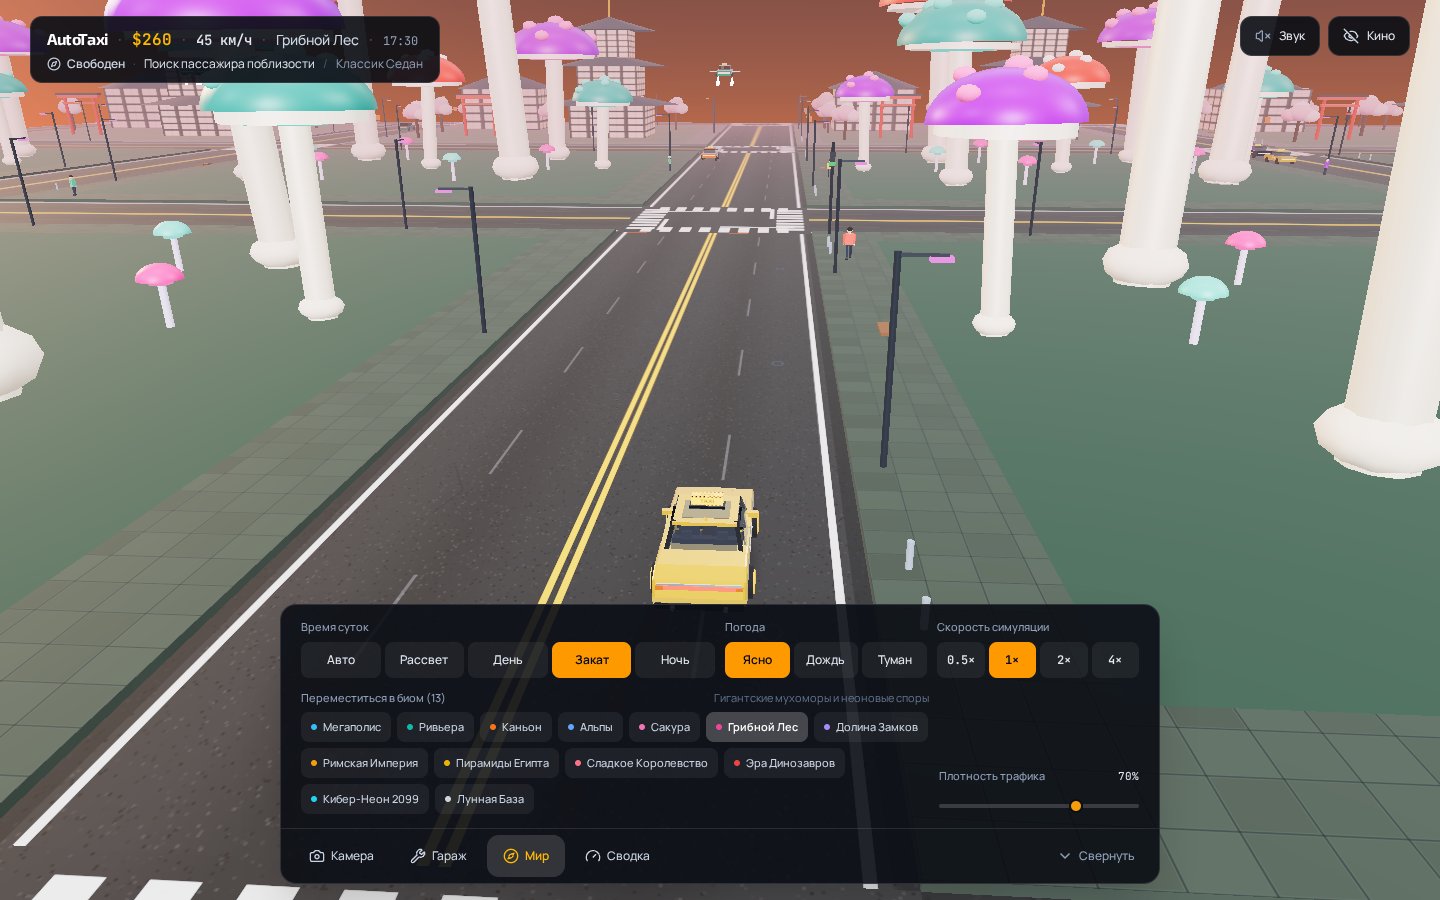 AutoTaxi · $260 · 45 км/ч · Грибной Лес · 17:30
Свободен · Поиск пассажира поблизости / Классик Седан
Звук
Кино
Время суток
Авто Рассвет День Закат Ночь
Погода
Ясно Дождь Туман
Скорость симуляции
0.5× 1× 2× 4×
Переместиться в биом (13)
Гигантские мухоморы и неоновые споры
Мегаполис Ривьера Каньон Альпы Сакура Грибной Лес Долина Замков
Римская Империя Пирамиды Египта Сладкое Королевство Эра Динозавров
Кибер-Неон 2099 Лунная База
Плотность трафика 70%
Камера Гараж Мир Сводка Свернуть